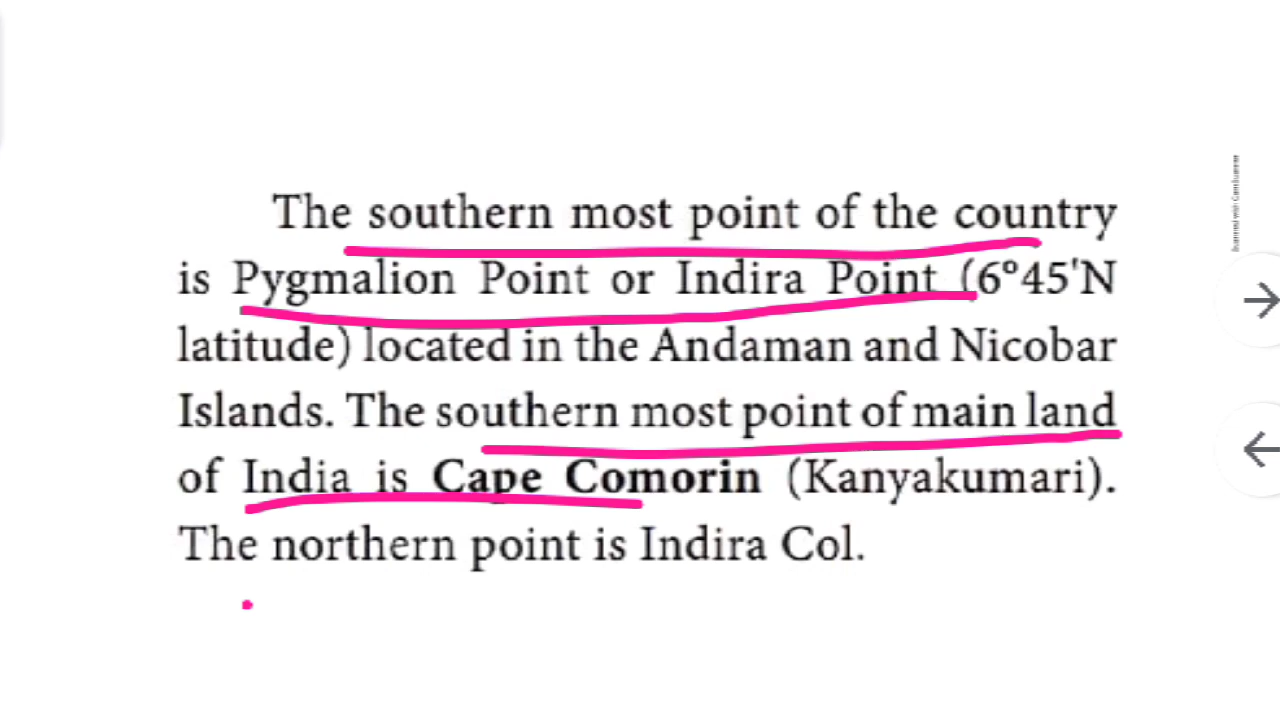 The southern most point of the country
is Pygmalion Point or Indira Point (6°45'N
latitude) located in the Andaman and Nicobar
Islands. The southern most point of main land
of India is Cape Comorin (Kanyakumari).
The northern point is Indira Col.